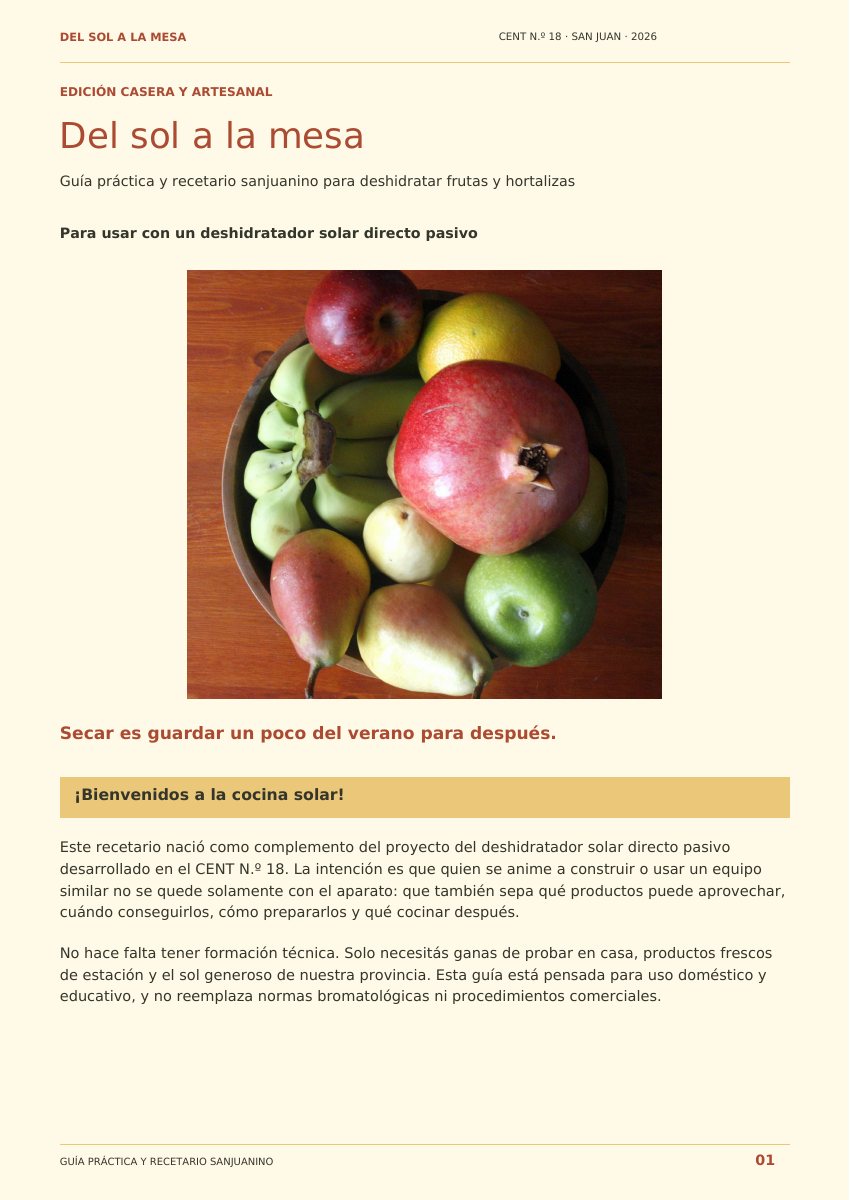 DEL SOL A LA MESA
CENT N.º 18 · SAN JUAN · 2026
EDICIÓN CASERA Y ARTESANAL
Del sol a la mesa
Guía práctica y recetario sanjuanino para deshidratar frutas y hortalizas
Para usar con un deshidratador solar directo pasivo
Secar es guardar un poco del verano para después.
¡Bienvenidos a la cocina solar!
Este recetario nació como complemento del proyecto del deshidratador solar directo pasivo
desarrollado en el CENT N.º 18. La intención es que quien se anime a construir o usar un equipo
similar no se quede solamente con el aparato: que también sepa qué productos puede aprovechar,
cuándo conseguirlos, cómo prepararlos y qué cocinar después.
No hace falta tener formación técnica. Solo necesitás ganas de probar en casa, productos frescos
de estación y el sol generoso de nuestra provincia. Esta guía está pensada para uso doméstico y
educativo, y no reemplaza normas bromatológicas ni procedimientos comerciales.
GUÍA PRÁCTICA Y RECETARIO SANJUANINO
01